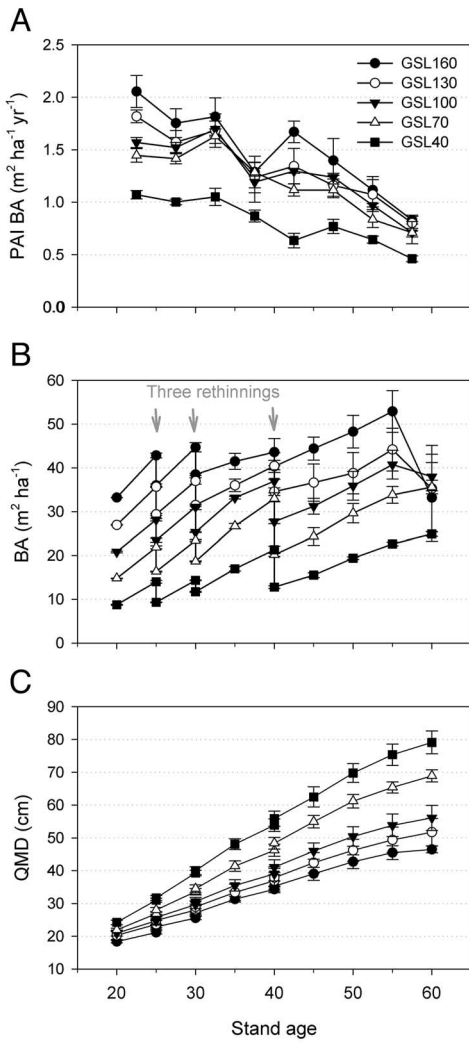 A
PAI BA (m² ha⁻¹ yr⁻¹)
2.5
2.0
1.5
1.0
0.5
0.0
GSL160
GSL130
GSL100
GSL70
GSL40
B
BA (m² ha⁻¹)
60
50
40
30
20
10
0
Three rethinnings
C
QMD (cm)
90
80
70
60
50
40
30
20
10
20 30 40 50 60
Stand age